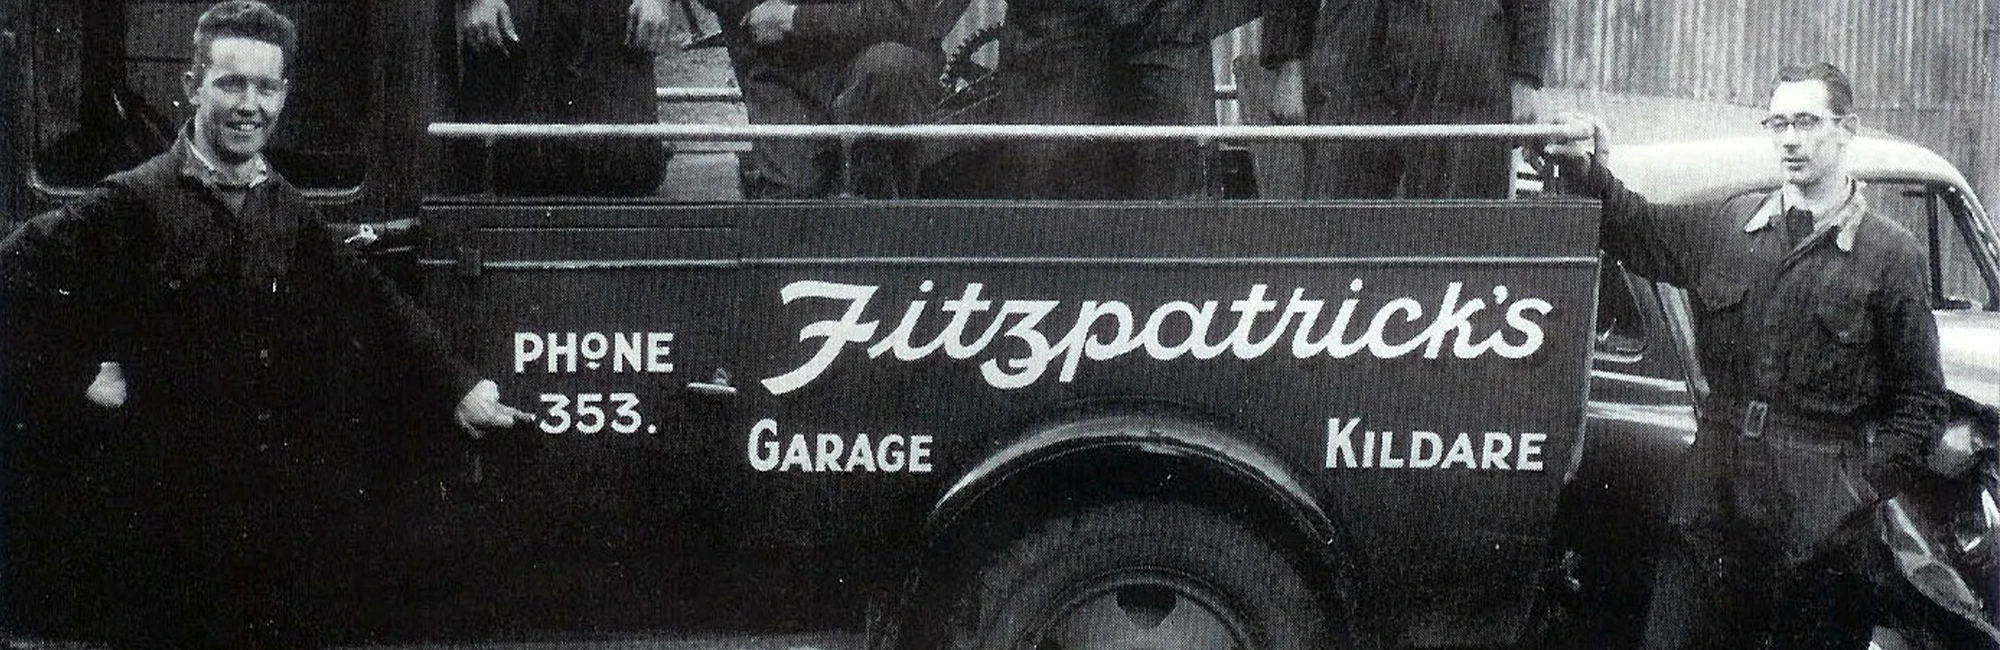 PHONE
353.
Fitzpatrick's
GARAGE
KILDARE